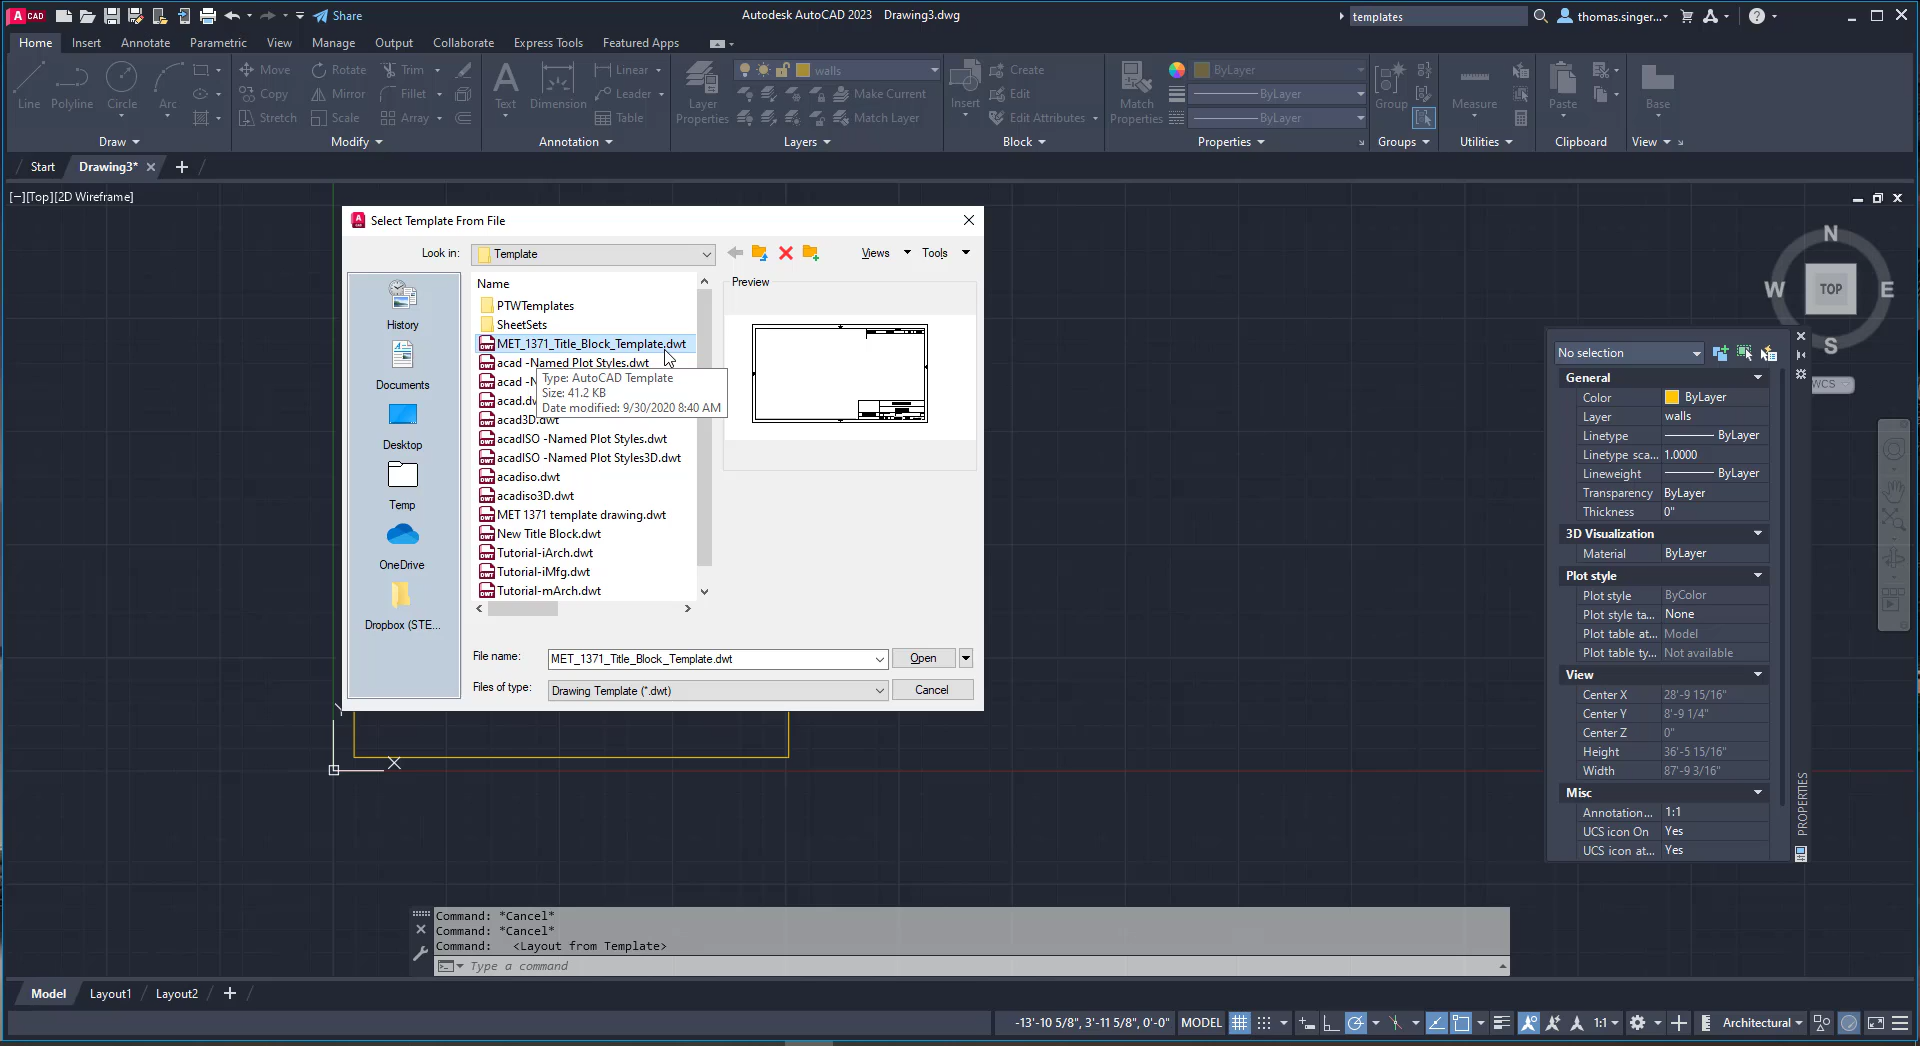 CAD
Share
Autodesk AutoCAD 2023 Drawing3.dwg
templates
thomas.singer...
Home Insert Annotate Parametric View Manage Output Collaborate Express Tools Featured Apps
Line Polyline Circle Arc
Move Rotate Trim
Copy Mirror Fillet
Stretch Scale Array
Text Dimension
Linear
Leader
Table
Layer Properties
walls
Make Current
Match Layer
Insert
Create
Edit
Edit Attributes
Match Properties
ByLayer
ByLayer
ByLayer
Group
Measure
Paste
Base
Draw Modify Annotation Layers Block Properties Groups Utilities Clipboard View
Start Drawing3*
[−][Top][2D Wireframe]
N
W TOP E
S
WCS
Select Template From File
Look in: Template
Views Tools
History
Documents
Desktop
Temp
OneDrive
Dropbox (STE...
Name
PTWTemplates
SheetSets
MET_1371_Title_Block_Template.dwt
acad -Named Plot Styles.dwt
acad -N
acad.dw
acad3D.dwt
acadISO -Named Plot Styles.dwt
acadISO -Named Plot Styles3D.dwt
acadiso.dwt
acadiso3D.dwt
MET 1371 template drawing.dwt
New Title Block.dwt
Tutorial-iArch.dwt
Tutorial-iMfg.dwt
Tutorial-mArch.dwt
Type: AutoCAD Template
Size: 41.2 KB
Date modified: 9/30/2020 8:40 AM
Preview
File name: MET_1371_Title_Block_Template.dwt Open
Files of type: Drawing Template (*.dwt) Cancel
No selection
General
Color ByLayer
Layer walls
Linetype ByLayer
Linetype sca... 1.0000
Lineweight ByLayer
Transparency ByLayer
Thickness 0"
3D Visualization
Material ByLayer
Plot style
Plot style ByColor
Plot style ta... None
Plot table at... Model
Plot table ty... Not available
View
Center X 28'-9 15/16"
Center Y 8'-9 1/4"
Center Z 0"
Height 36'-5 15/16"
Width 87'-9 3/16"
Misc
Annotation... 1:1
UCS icon On Yes
UCS icon at... Yes
PROPERTIES
X
Command: *Cancel*
Command: *Cancel*
Command: <Layout from Template>
Type a command
Model Layout1 Layout2
-13'-10 5/8", 3'-11 5/8", 0'-0" MODEL 1:1 Architectural